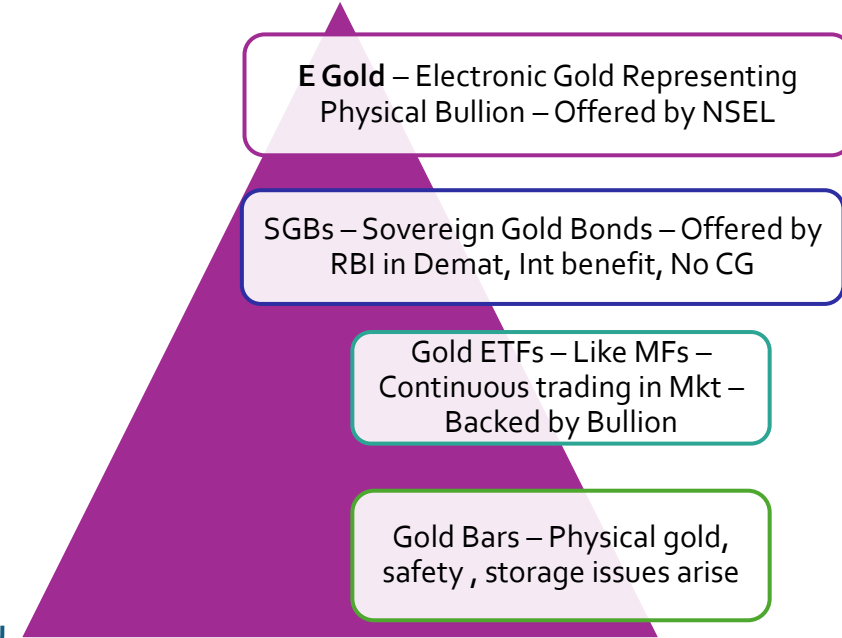 E Gold – Electronic Gold Representing
Physical Bullion – Offered by NSEL
SGBs – Sovereign Gold Bonds – Offered by
RBI in Demat, Int benefit, No CG
Gold ETFs – Like MFs –
Continuous trading in Mkt –
Backed by Bullion
Gold Bars – Physical gold,
safety , storage issues arise